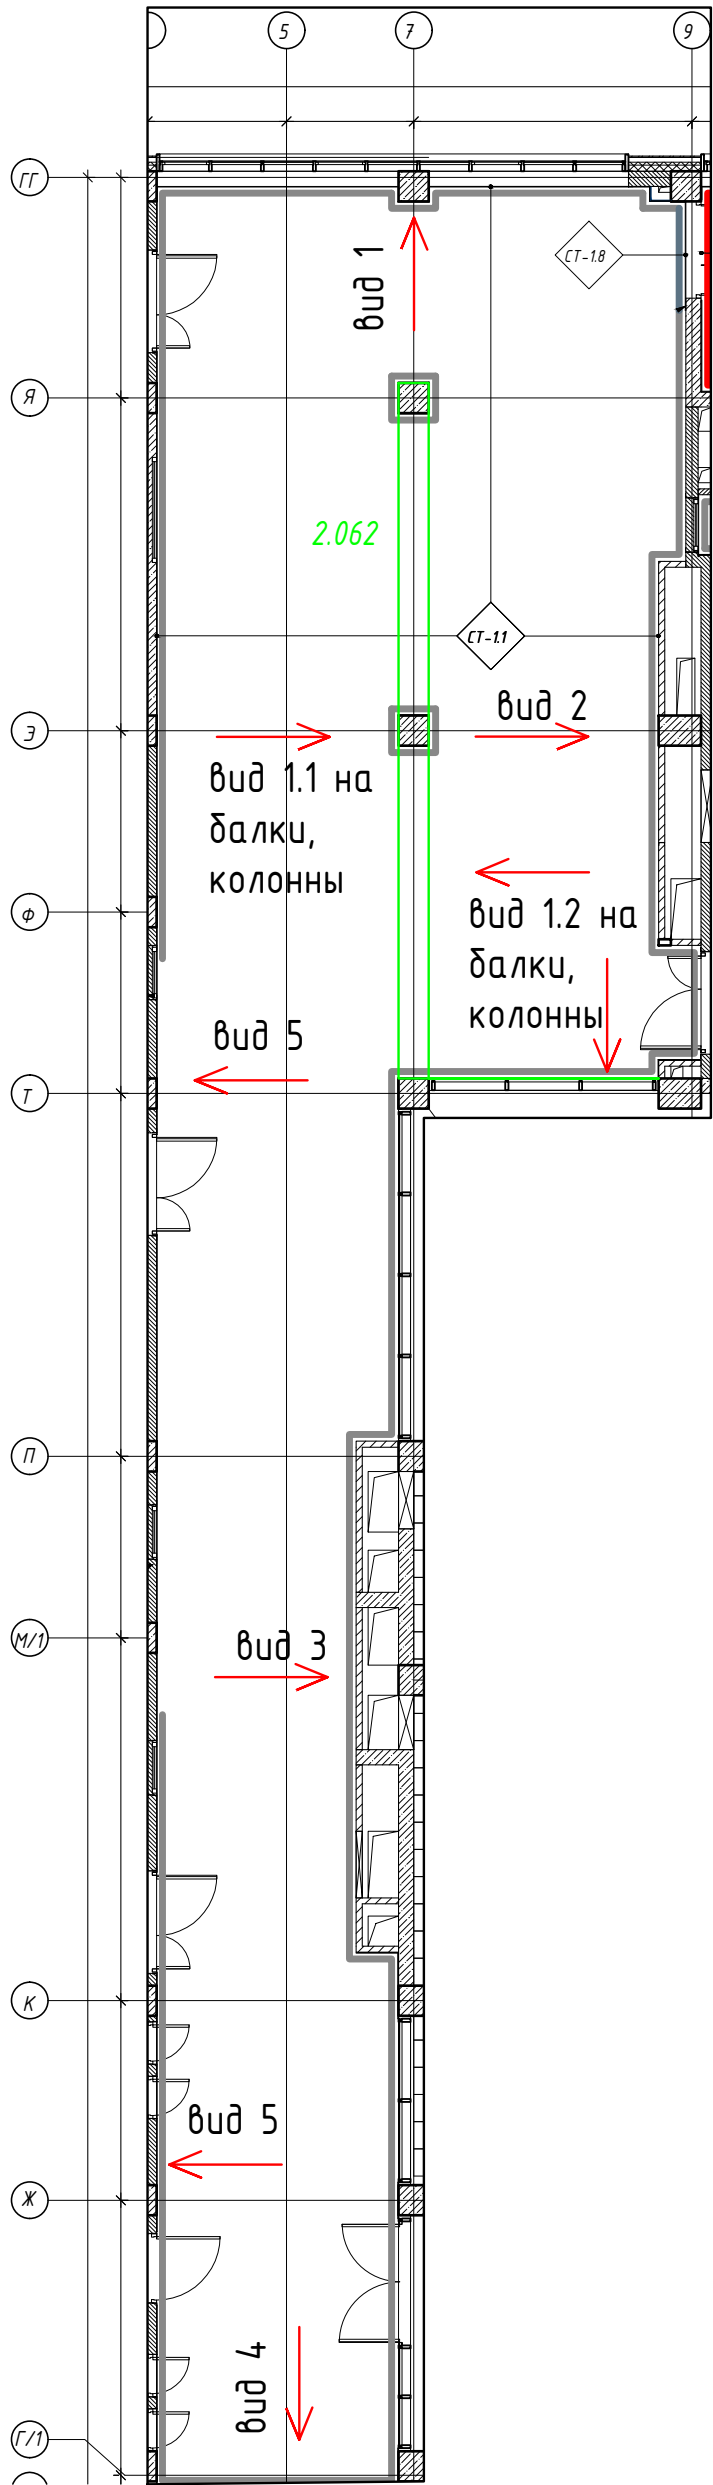 5
7
9
ГГ
вид 1
СТ-1.8
Я
2.062
СТ-1.1
вид 2
Э
вид 1.1 на
балки,
колонны
Ф
вид 1.2 на
балки,
колонны
вид 5
Т
П
М/1
вид 3
К
вид 5
Ж
вид 4
Г/1